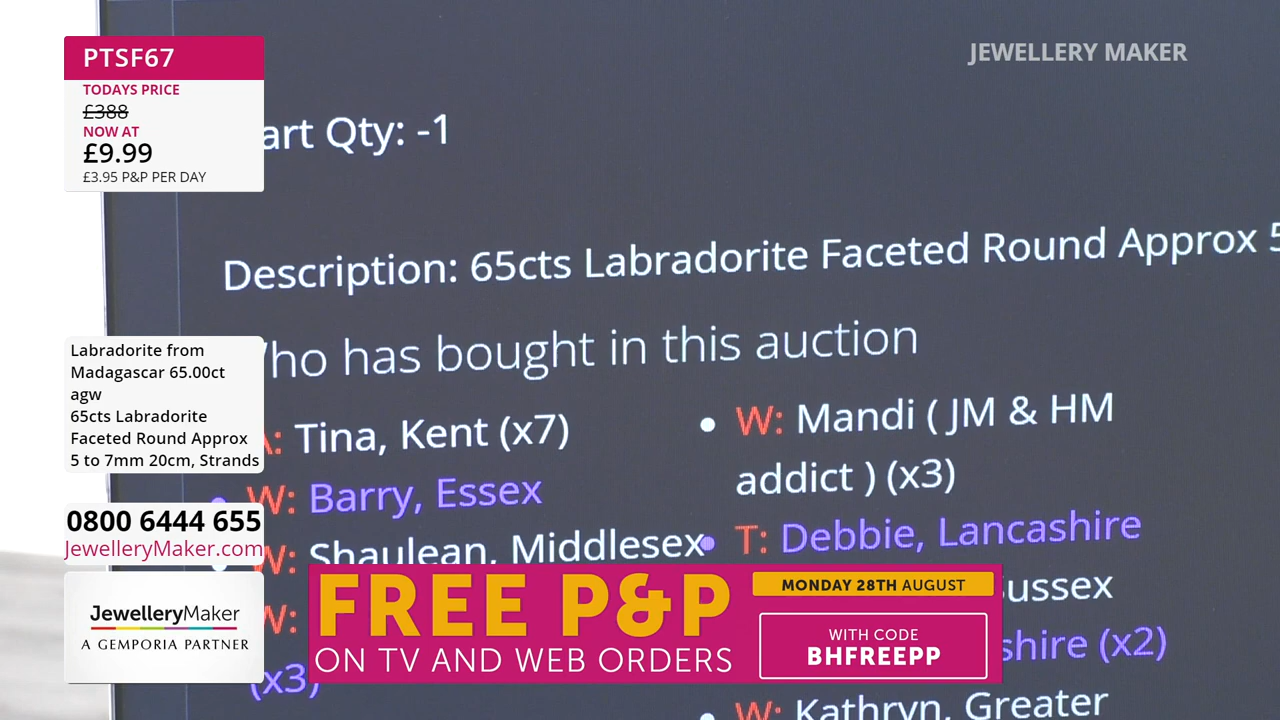 PTSF67
TODAYS PRICE
£388
NOW AT
£9.99
£3.95 P&P PER DAY
JEWELLERY MAKER
art Qty: -1
Description: 65cts Labradorite Faceted Round Approx 5
ho has bought in this auction
A: Tina, Kent (x7)
W: Barry, Essex
W: Shaulean, Middlesex
W:
(x3)
W: Mandi ( JM & HM
addict ) (x3)
T: Debbie, Lancashire
Sussex
shire (x2)
W: Kathryn, Greater
Labradorite from
Madagascar 65.00ct
agw
65cts Labradorite
Faceted Round Approx
5 to 7mm 20cm, Strands
0800 6444 655
JewelleryMaker.com
JewelleryMaker
A GEMPORIA PARTNER
FREE P&P
ON TV AND WEB ORDERS
MONDAY 28TH AUGUST
WITH CODE
BHFREEPP